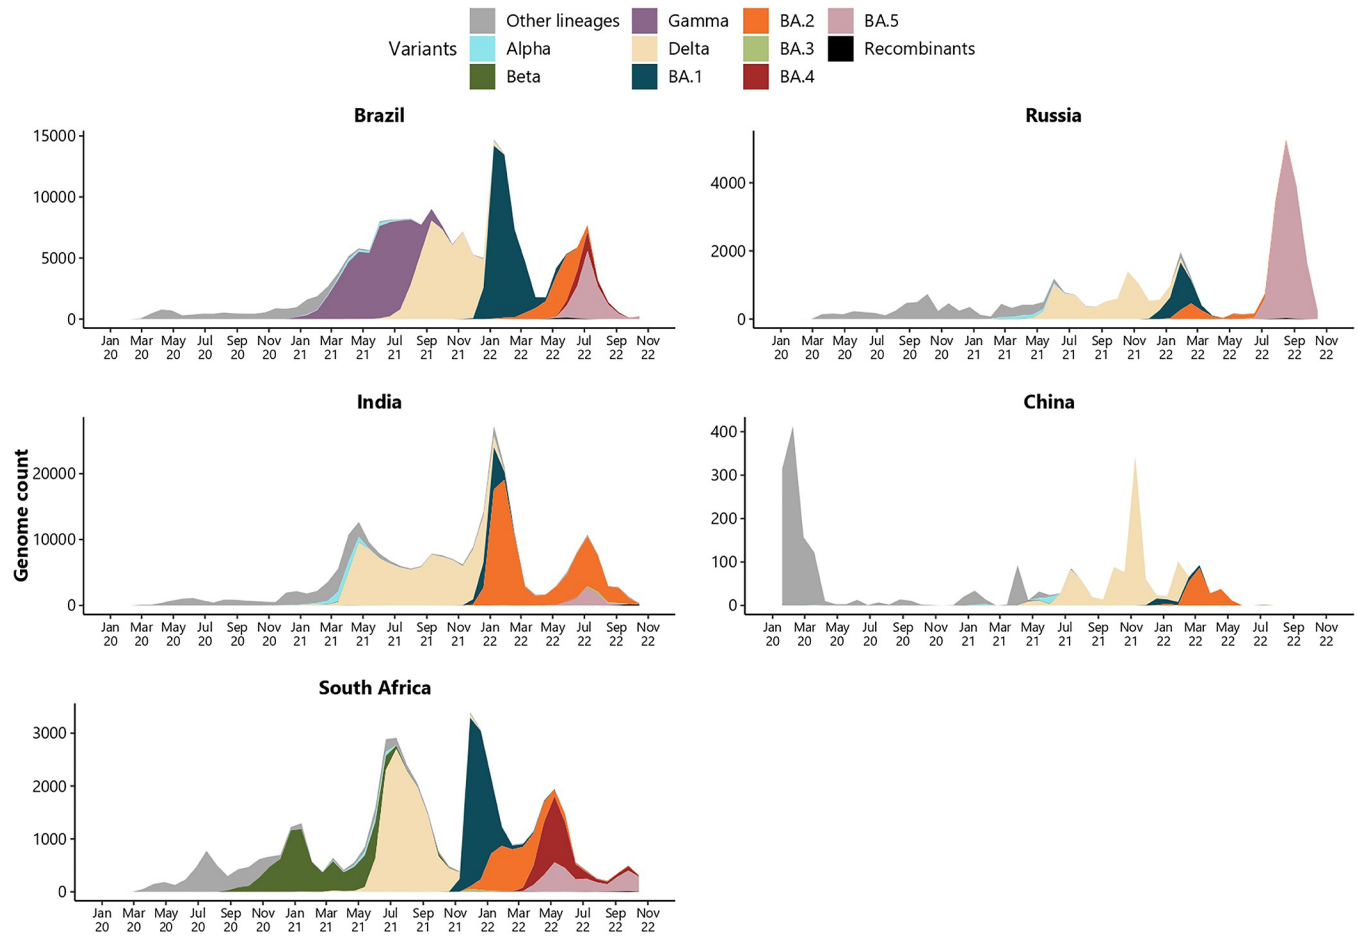 Variants
Other lineages Gamma BA.2 BA.5
Alpha Delta BA.3 Recombinants
Beta BA.1 BA.4
Genome count
Brazil
15000
10000
5000
0
Jan Mar May Jul Sep Nov Jan Mar May Jul Sep Nov Jan Mar May Jul Sep Nov
20 20 20 20 20 20 21 21 21 21 21 21 22 22 22 22 22 22
Russia
4000
2000
0
Jan Mar May Jul Sep Nov Jan Mar May Jul Sep Nov Jan Mar May Jul Sep Nov
20 20 20 20 20 20 21 21 21 21 21 21 22 22 22 22 22 22
India
20000
10000
0
Jan Mar May Jul Sep Nov Jan Mar May Jul Sep Nov Jan Mar May Jul Sep Nov
20 20 20 20 20 20 21 21 21 21 21 21 22 22 22 22 22 22
China
400
300
200
100
0
Jan Mar May Jul Sep Nov Jan Mar May Jul Sep Nov Jan Mar May Jul Sep Nov
20 20 20 20 20 20 21 21 21 21 21 21 22 22 22 22 22 22
South Africa
3000
2000
1000
0
Jan Mar May Jul Sep Nov Jan Mar May Jul Sep Nov Jan Mar May Jul Sep Nov
20 20 20 20 20 20 21 21 21 21 21 21 22 22 22 22 22 22